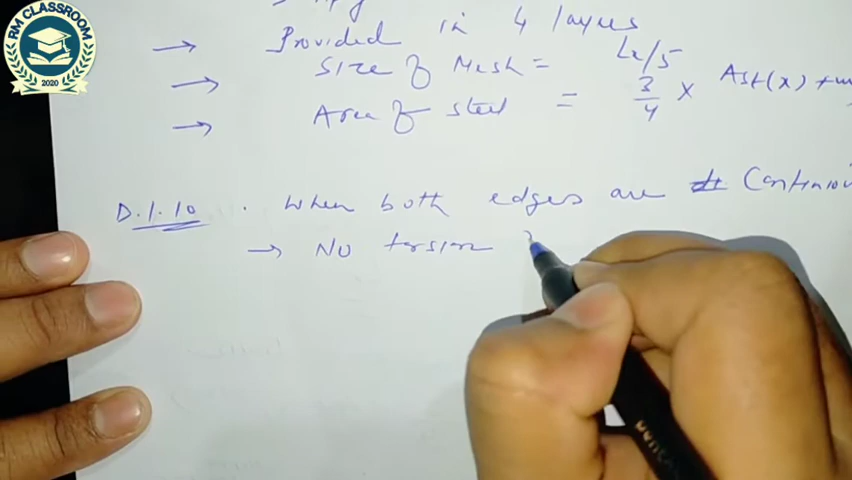 RM CLASSROOM
2020
→ Provided in 4 layers
→ Size of Mesh = Lx/5
→ Area of steel = 3/4 × Ast(x)
D.1.10 . When both edges are
→ No torsion